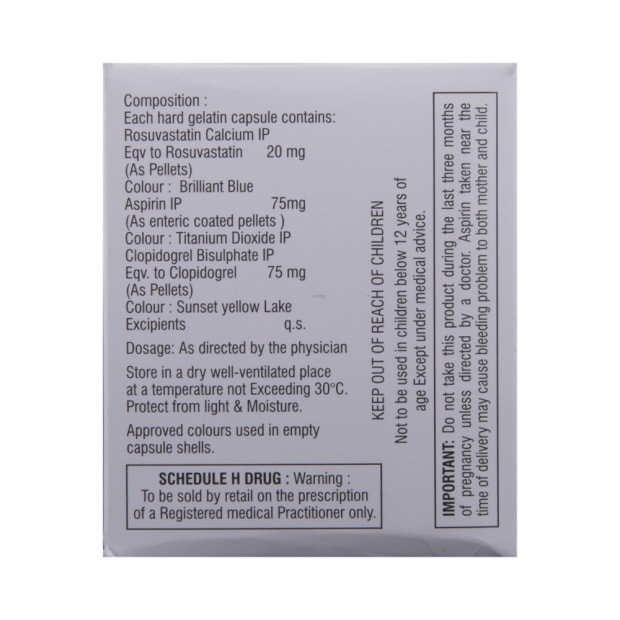 Composition :
Each hard gelatin capsule contains:
Rosuvastatin Calcium IP
Eqv to Rosuvastatin 20 mg
(As Pellets)
Colour : Brilliant Blue
Aspirin IP 75mg
(As enteric coated pellets )
Colour : Titanium Dioxide IP
Clopidogrel Bisulphate IP
Eqv. to Clopidogrel 75 mg
(As Pellets)
Colour : Sunset yellow Lake
Excipients q.s.
Dosage: As directed by the physician
Store in a dry well-ventilated place
at a temperature not Exceeding 30°C.
Protect from light & Moisture.
Approved colours used in empty
capsule shells.
SCHEDULE H DRUG : Warning :
To be sold by retail on the prescription
of a Registered medical Practitioner only.
KEEP OUT OF REACH OF CHILDREN
Not to be used in children below 12 years of
age Except under medical advice.
IMPORTANT: Do not take this product during the last three months
of pregnancy unless directed by a doctor. Aspirin taken near the
time of delivery may cause bleeding problem to both mother and child.